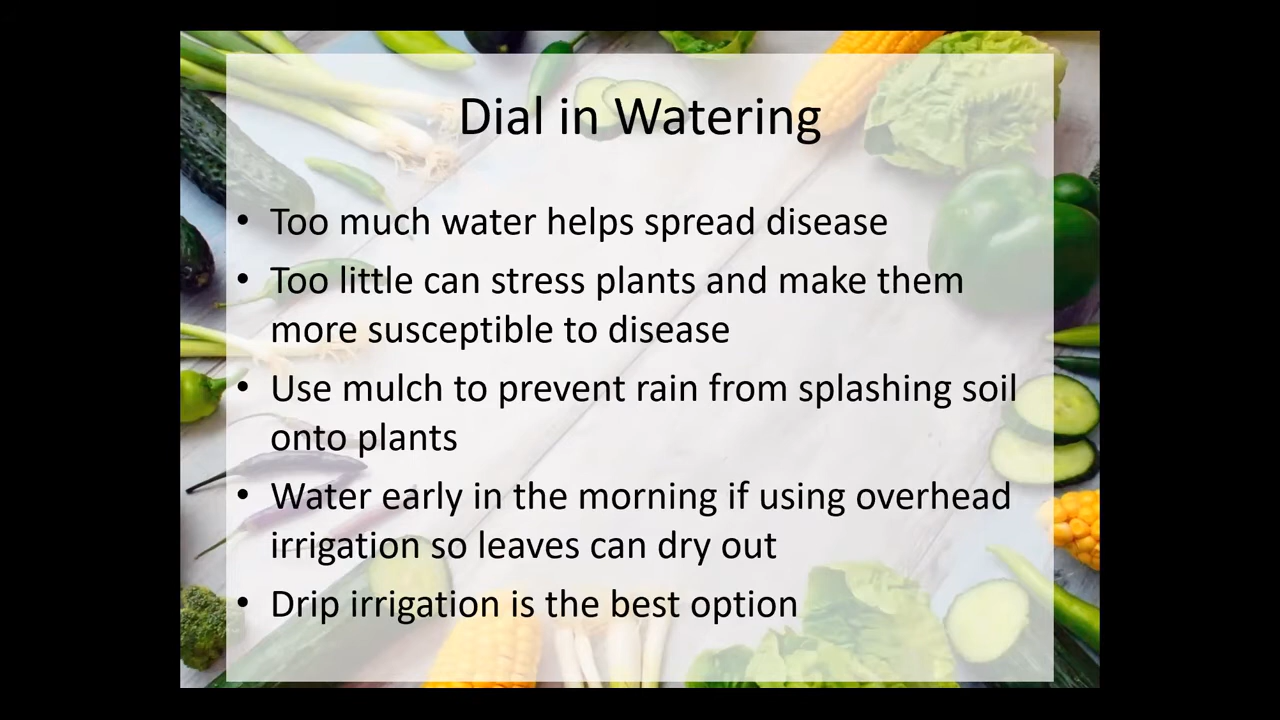 Dial in Watering
• Too much water helps spread disease
• Too little can stress plants and make them
more susceptible to disease
• Use mulch to prevent rain from splashing soil
onto plants
• Water early in the morning if using overhead
irrigation so leaves can dry out
• Drip irrigation is the best option